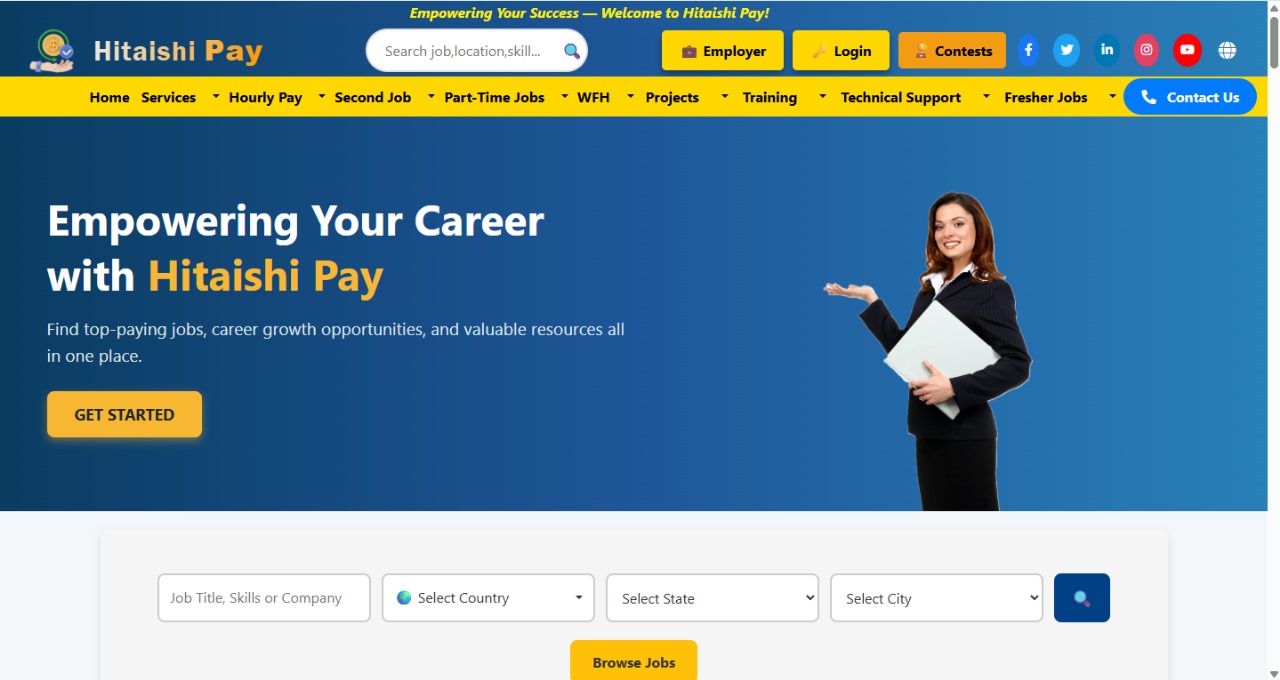 Empowering Your Success — Welcome to Hitaishi Pay!
Hitaishi Pay
Search job,location,skill...
Employer
Login
Contests
Home
Services
Hourly Pay
Second Job
Part-Time Jobs
WFH
Projects
Training
Technical Support
Fresher Jobs
Contact Us
Empowering Your Career
with Hitaishi Pay
Find top-paying jobs, career growth opportunities, and valuable resources all
in one place.
GET STARTED
Job Title, Skills or Company
Select Country
Select State
Select City
Browse Jobs